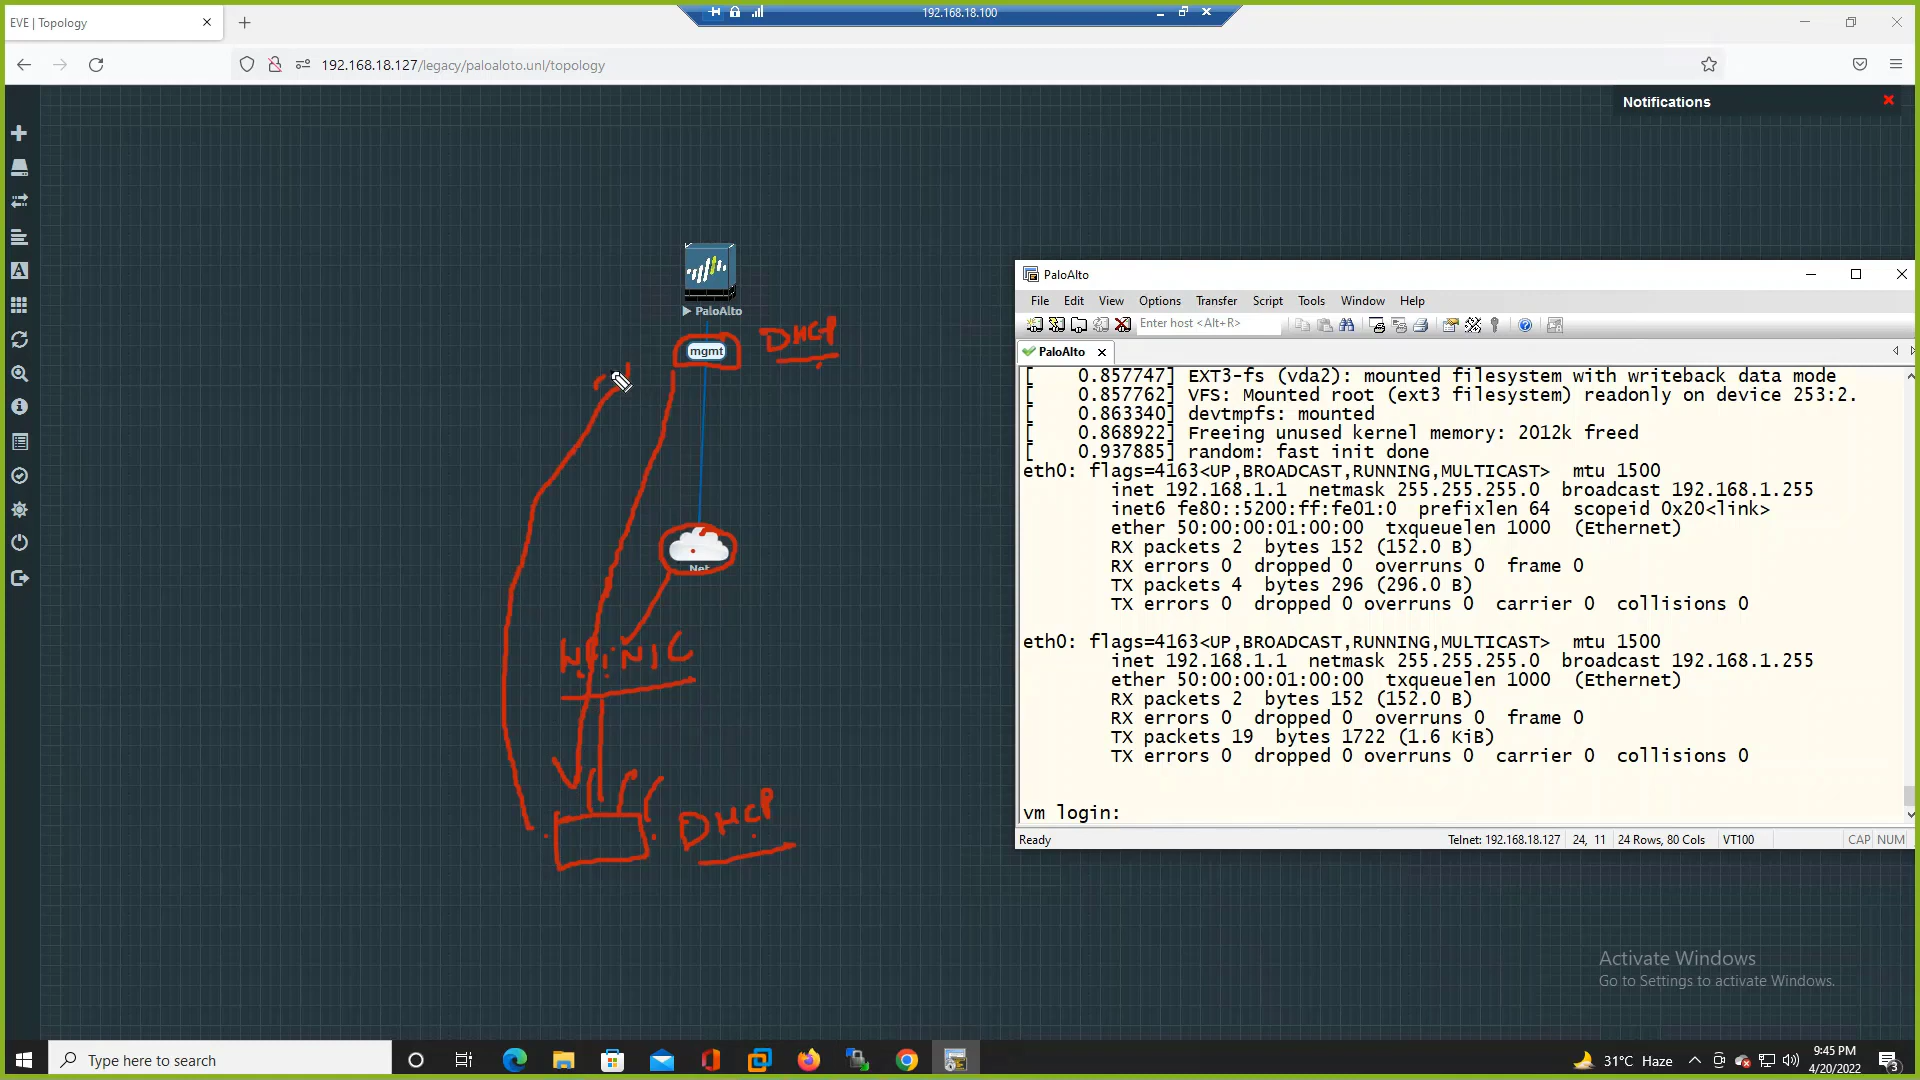 EVE | Topology
192.168.18.100
192.168.18.127/legacy/paloaloto.unl/topology
Notifications
PaloAlto
mgmt
DHCP
Net
DHCP
PaloAlto
File Edit View Options Transfer Script Tools Window Help
Enter host <Alt+R>
PaloAlto
[    0.857747] EXT3-fs (vda2): mounted filesystem with writeback data mode
[    0.857762] VFS: Mounted root (ext3 filesystem) readonly on device 253:2.
[    0.863340] devtmpfs: mounted
[    0.868922] Freeing unused kernel memory: 2012k freed
[    0.937885] random: fast init done
eth0: flags=4163<UP,BROADCAST,RUNNING,MULTICAST>  mtu 1500
inet 192.168.1.1  netmask 255.255.255.0  broadcast 192.168.1.255
inet6 fe80::5200:ff:fe01:0  prefixlen 64  scopeid 0x20<link>
ether 50:00:00:01:00:00  txqueuelen 1000  (Ethernet)
RX packets 2  bytes 152 (152.0 B)
RX errors 0  dropped 0  overruns 0  frame 0
TX packets 4  bytes 296 (296.0 B)
TX errors 0  dropped 0 overruns 0  carrier 0  collisions 0
eth0: flags=4163<UP,BROADCAST,RUNNING,MULTICAST>  mtu 1500
inet 192.168.1.1  netmask 255.255.255.0  broadcast 192.168.1.255
ether 50:00:00:01:00:00  txqueuelen 1000  (Ethernet)
RX packets 2  bytes 152 (152.0 B)
RX errors 0  dropped 0  overruns 0  frame 0
TX packets 19  bytes 1722 (1.6 KiB)
TX errors 0  dropped 0 overruns 0  carrier 0  collisions 0
vm login:
Ready Telnet: 192.168.18.127 24, 11 24 Rows, 80 Cols VT100 CAP NUM
Activate Windows
Go to Settings to activate Windows.
Type here to search
31°C Haze
9:45 PM
4/20/2022
3